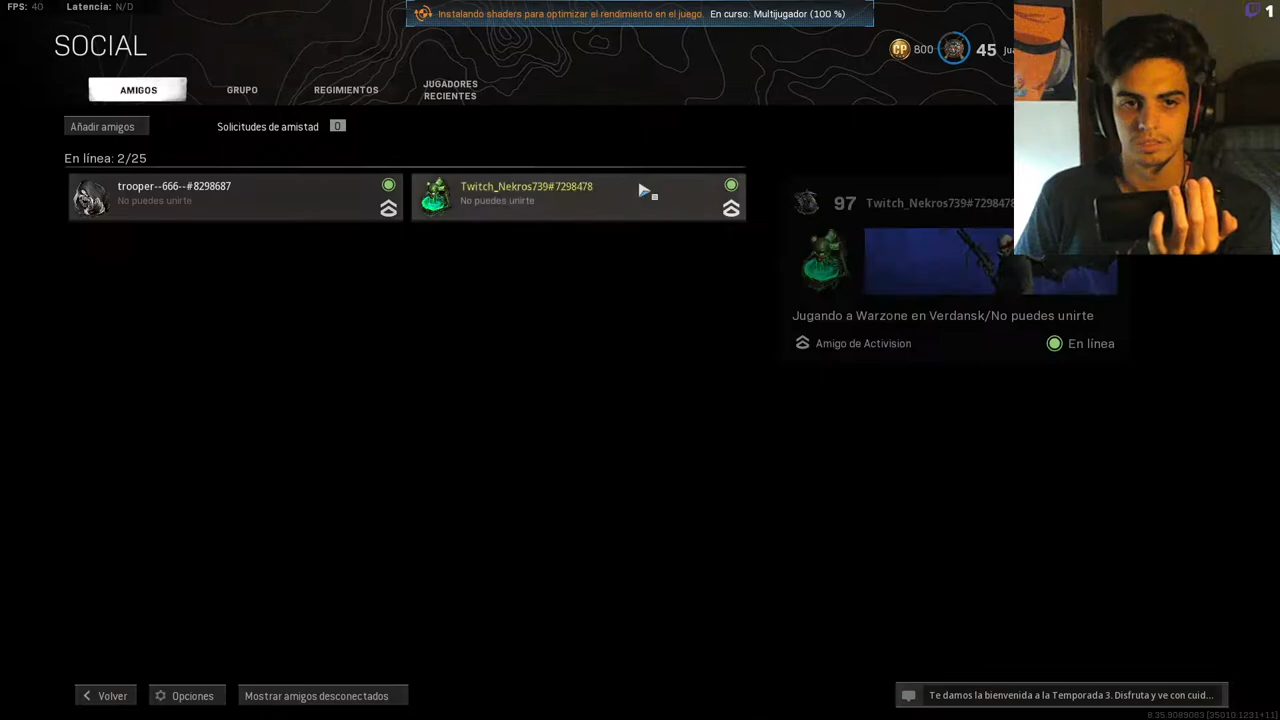 FPS: 40 Latencia: N/D
Instalando shaders para optimizar el rendimiento en el juego. En curso: Multijugador (100 %)
1
SOCIAL
CP 800 45
AMIGOS
GRUPO
REGIMIENTOS
JUGADORES
RECIENTES
Añadir amigos
Solicitudes de amistad 0
En línea: 2/25
trooper--666--#8298687
No puedes unirte
Twitch_Nekros739#7298478
No puedes unirte
97 Twitch_Nekros739#7298478
Jugando a Warzone en Verdansk/No puedes unirte
Amigo de Activision
En línea
Volver
Opciones
Mostrar amigos desconectados
Te damos la bienvenida a la Temporada 3. Disfruta y ve con cuid...